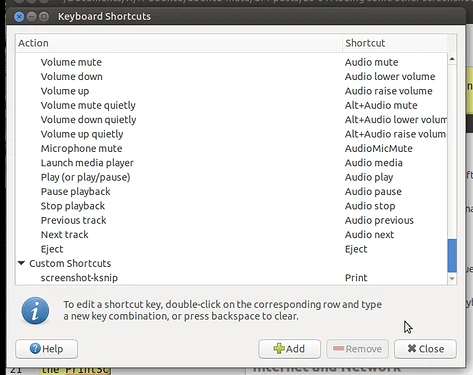 Keyboard Shortcuts
Action Shortcut
Volume mute Audio mute
Volume down Audio lower volume
Volume up Audio raise volume
Volume mute quietly Alt+Audio mute
Volume down quietly Alt+Audio lower volum
Volume up quietly Alt+Audio raise volum
Microphone mute AudioMicMute
Launch media player Audio media
Play (or play/pause) Audio play
Pause playback Audio pause
Stop playback Audio stop
Previous track Audio previous
Next track Audio next
Eject Eject
Custom Shortcuts
screenshot-ksnip Print
To edit a shortcut key, double-click on the corresponding row and type
a new key combination, or press backspace to clear.
Help Add Remove Close
21 the PrintSc Internet and Network